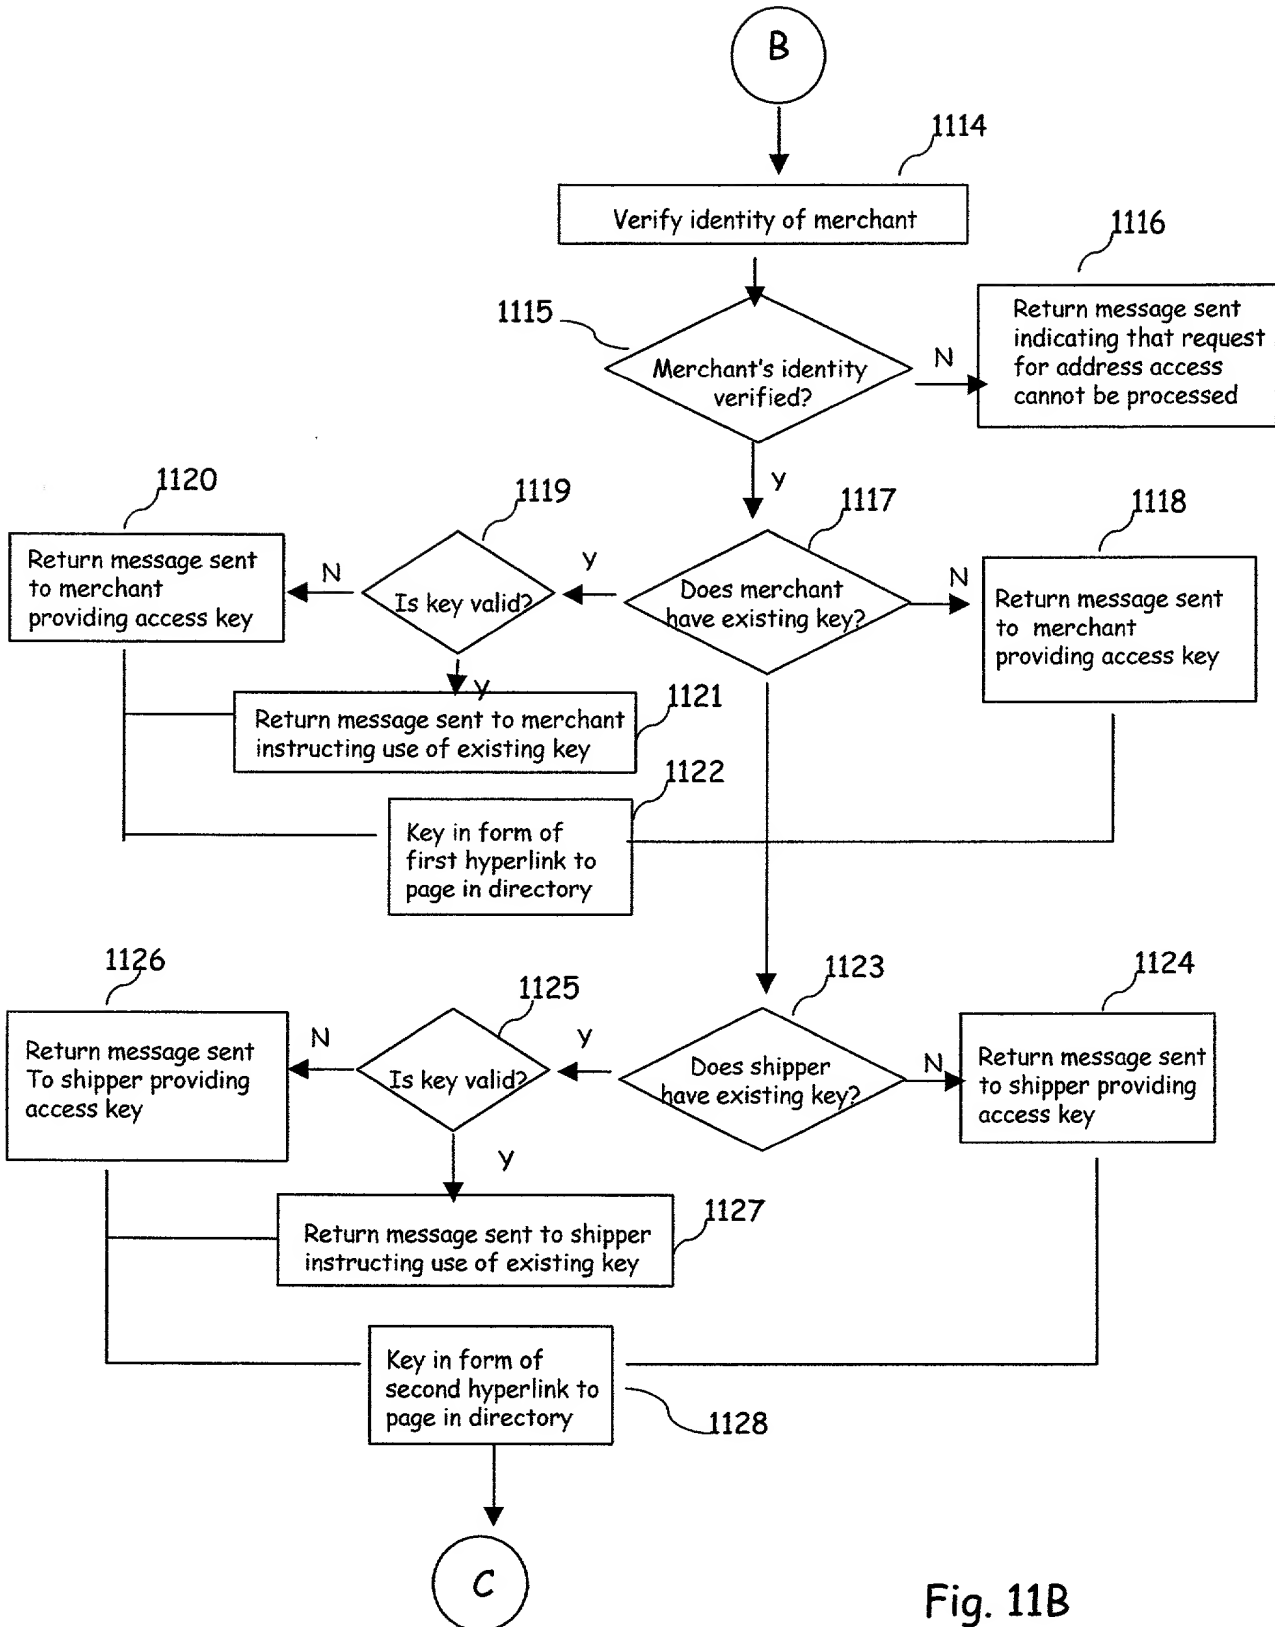 B
1114
Verify identity of merchant
1116
Return message sent
indicating that request
for address access
cannot be processed
1115
Merchant's identity
verified?
N
Y
1120
Return message sent
to merchant
providing access key
N
1119
Is key valid?
Y
1117
Does merchant
have existing key?
N
1118
Return message sent
to merchant
providing access key
Y
1121
Return message sent to merchant
instructing use of existing key
1122
Key in form of
first hyperlink to
page in directory
1126
Return message sent
To shipper providing
access key
N
1125
Is key valid?
Y
1123
Does shipper
have existing key?
N
1124
Return message sent
to shipper providing
access key
Y
1127
Return message sent to shipper
instructing use of existing key
Key in form of
second hyperlink to
page in directory
1128
C
Fig. 11B